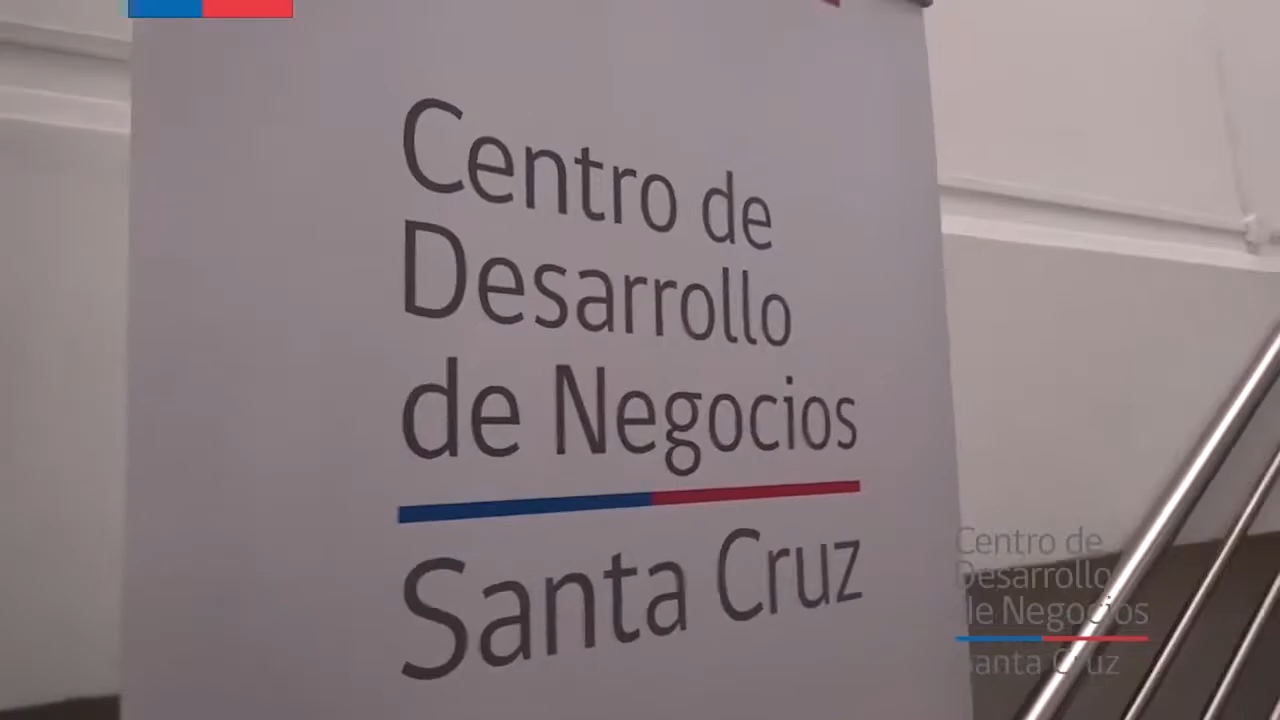 Centro de
Desarrollo
de Negocios
Santa Cruz
Centro de
Desarrollo
de Negocios
Santa Cruz